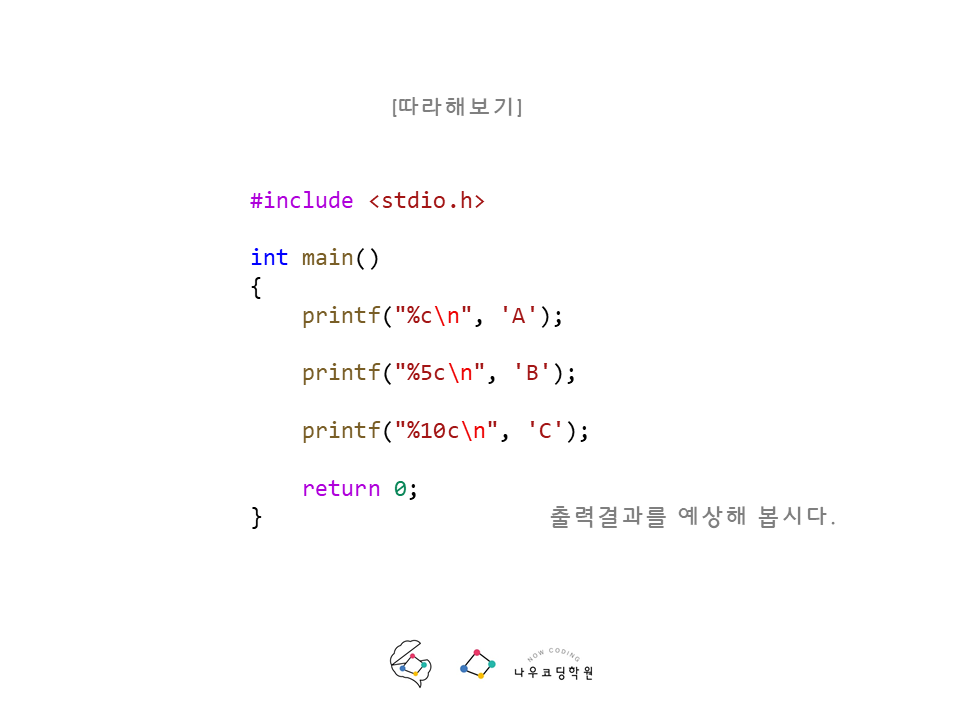 [따라해보기]
#include <stdio.h>
int main()
{
    printf("%c\n", 'A');
    printf("%5c\n", 'B');
    printf("%10c\n", 'C');
    return 0;
}
출력결과를 예상해 봅시다.
NOW CODING
나우코딩학원